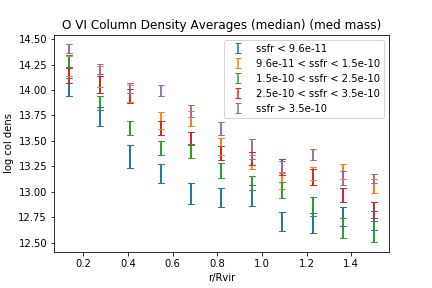 O VI Column Density Averages (median) (med mass)
14.50
14.25
14.00
13.75
13.50
13.25
13.00
12.75
12.50
log col dens
ssfr < 9.6e-11
9.6e-11 < ssfr < 1.5e-10
1.5e-10 < ssfr < 2.5e-10
2.5e-10 < ssfr < 3.5e-10
ssfr > 3.5e-10
0.2 0.4 0.6 0.8 1.0 1.2 1.4
r/Rvir